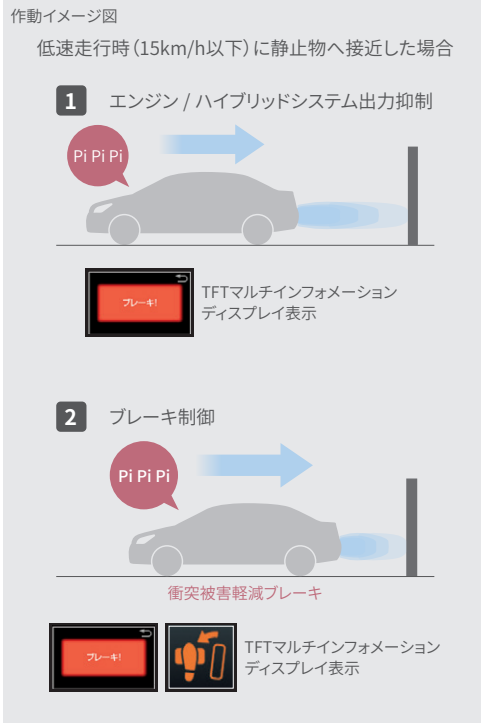 作動イメージ図
低速走行時(15km/h以下)に静止物へ接近した場合
1 エンジン / ハイブリッドシステム出力抑制
Pi Pi Pi
ブレーキ!
TFTマルチインフォメーション
ディスプレイ表示
2 ブレーキ制御
Pi Pi Pi
衝突被害軽減ブレーキ
ブレーキ!
TFTマルチインフォメーション
ディスプレイ表示